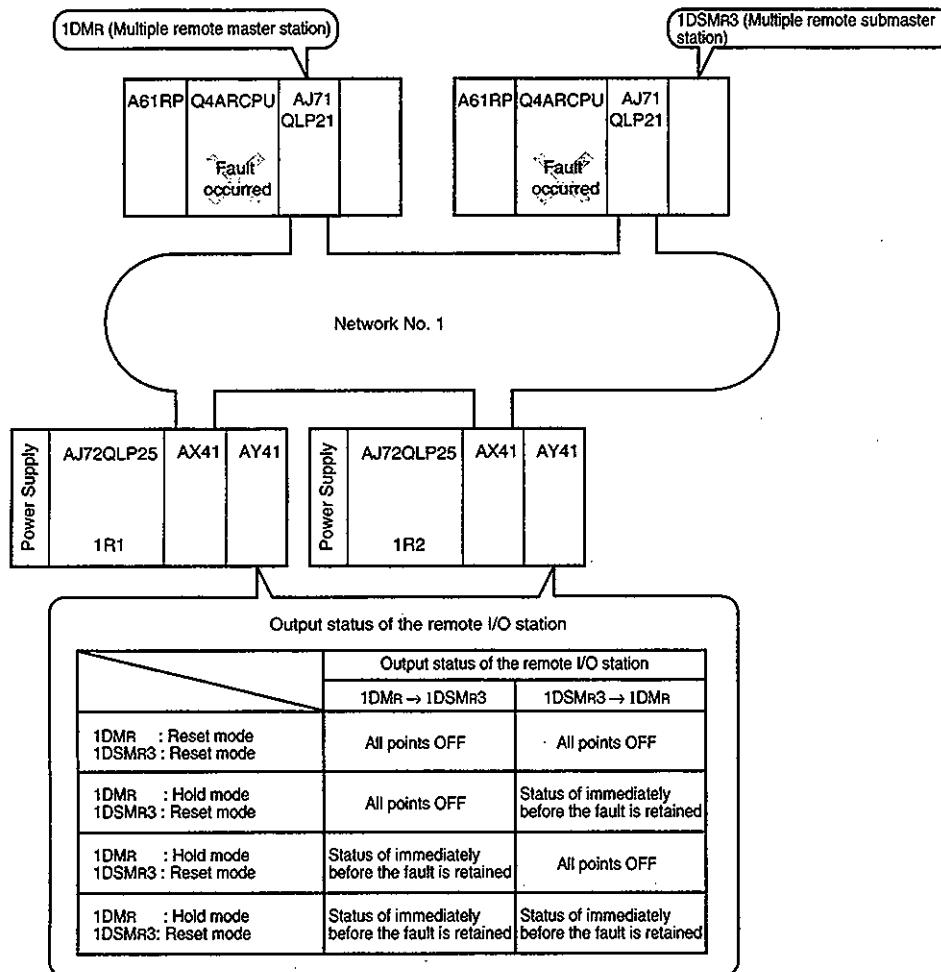 1DMR (Multiple remote master station)
1DSMR3 (Multiple remote submaster
station)
A61RP Q4ARCPU AJ71
QLP21
Fault
occurred
A61RP Q4ARCPU AJ71
QLP21
Fault
occurred
Network No. 1
Power Supply AJ72QLP25 AX41 AY41
1R1
Power Supply AJ72QLP25 AX41 AY41
1R2
Output status of the remote I/O station
Output status of the remote I/O station
1DMR → 1DSMR3 1DSMR3 → 1DMR
1DMR : Reset mode
1DSMR3 : Reset mode
All points OFF All points OFF
1DMR : Hold mode
1DSMR3 : Reset mode
All points OFF
Status of immediately
before the fault is retained
1DMR : Hold mode
1DSMR3 : Reset mode
Status of immediately
before the fault is retained
All points OFF
1DMR : Hold mode
1DSMR3: Reset mode
Status of immediately
before the fault is retained
Status of immediately
before the fault is retained